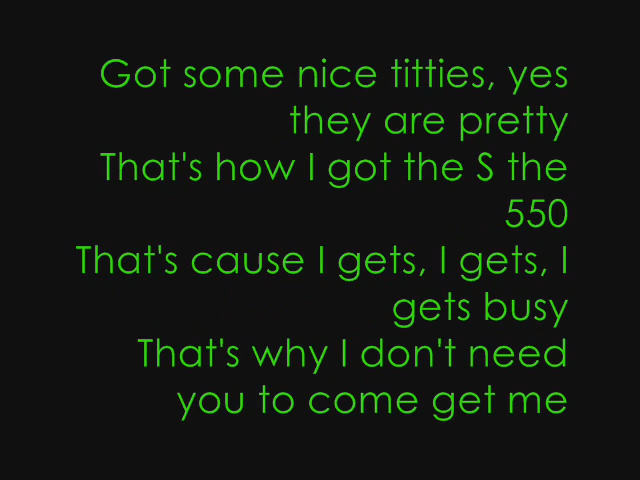 Got some nice titties, yes
they are pretty
That's how I got the S the
550
That's cause I gets, I gets, I
gets busy
That's why I don't need
you to come get me